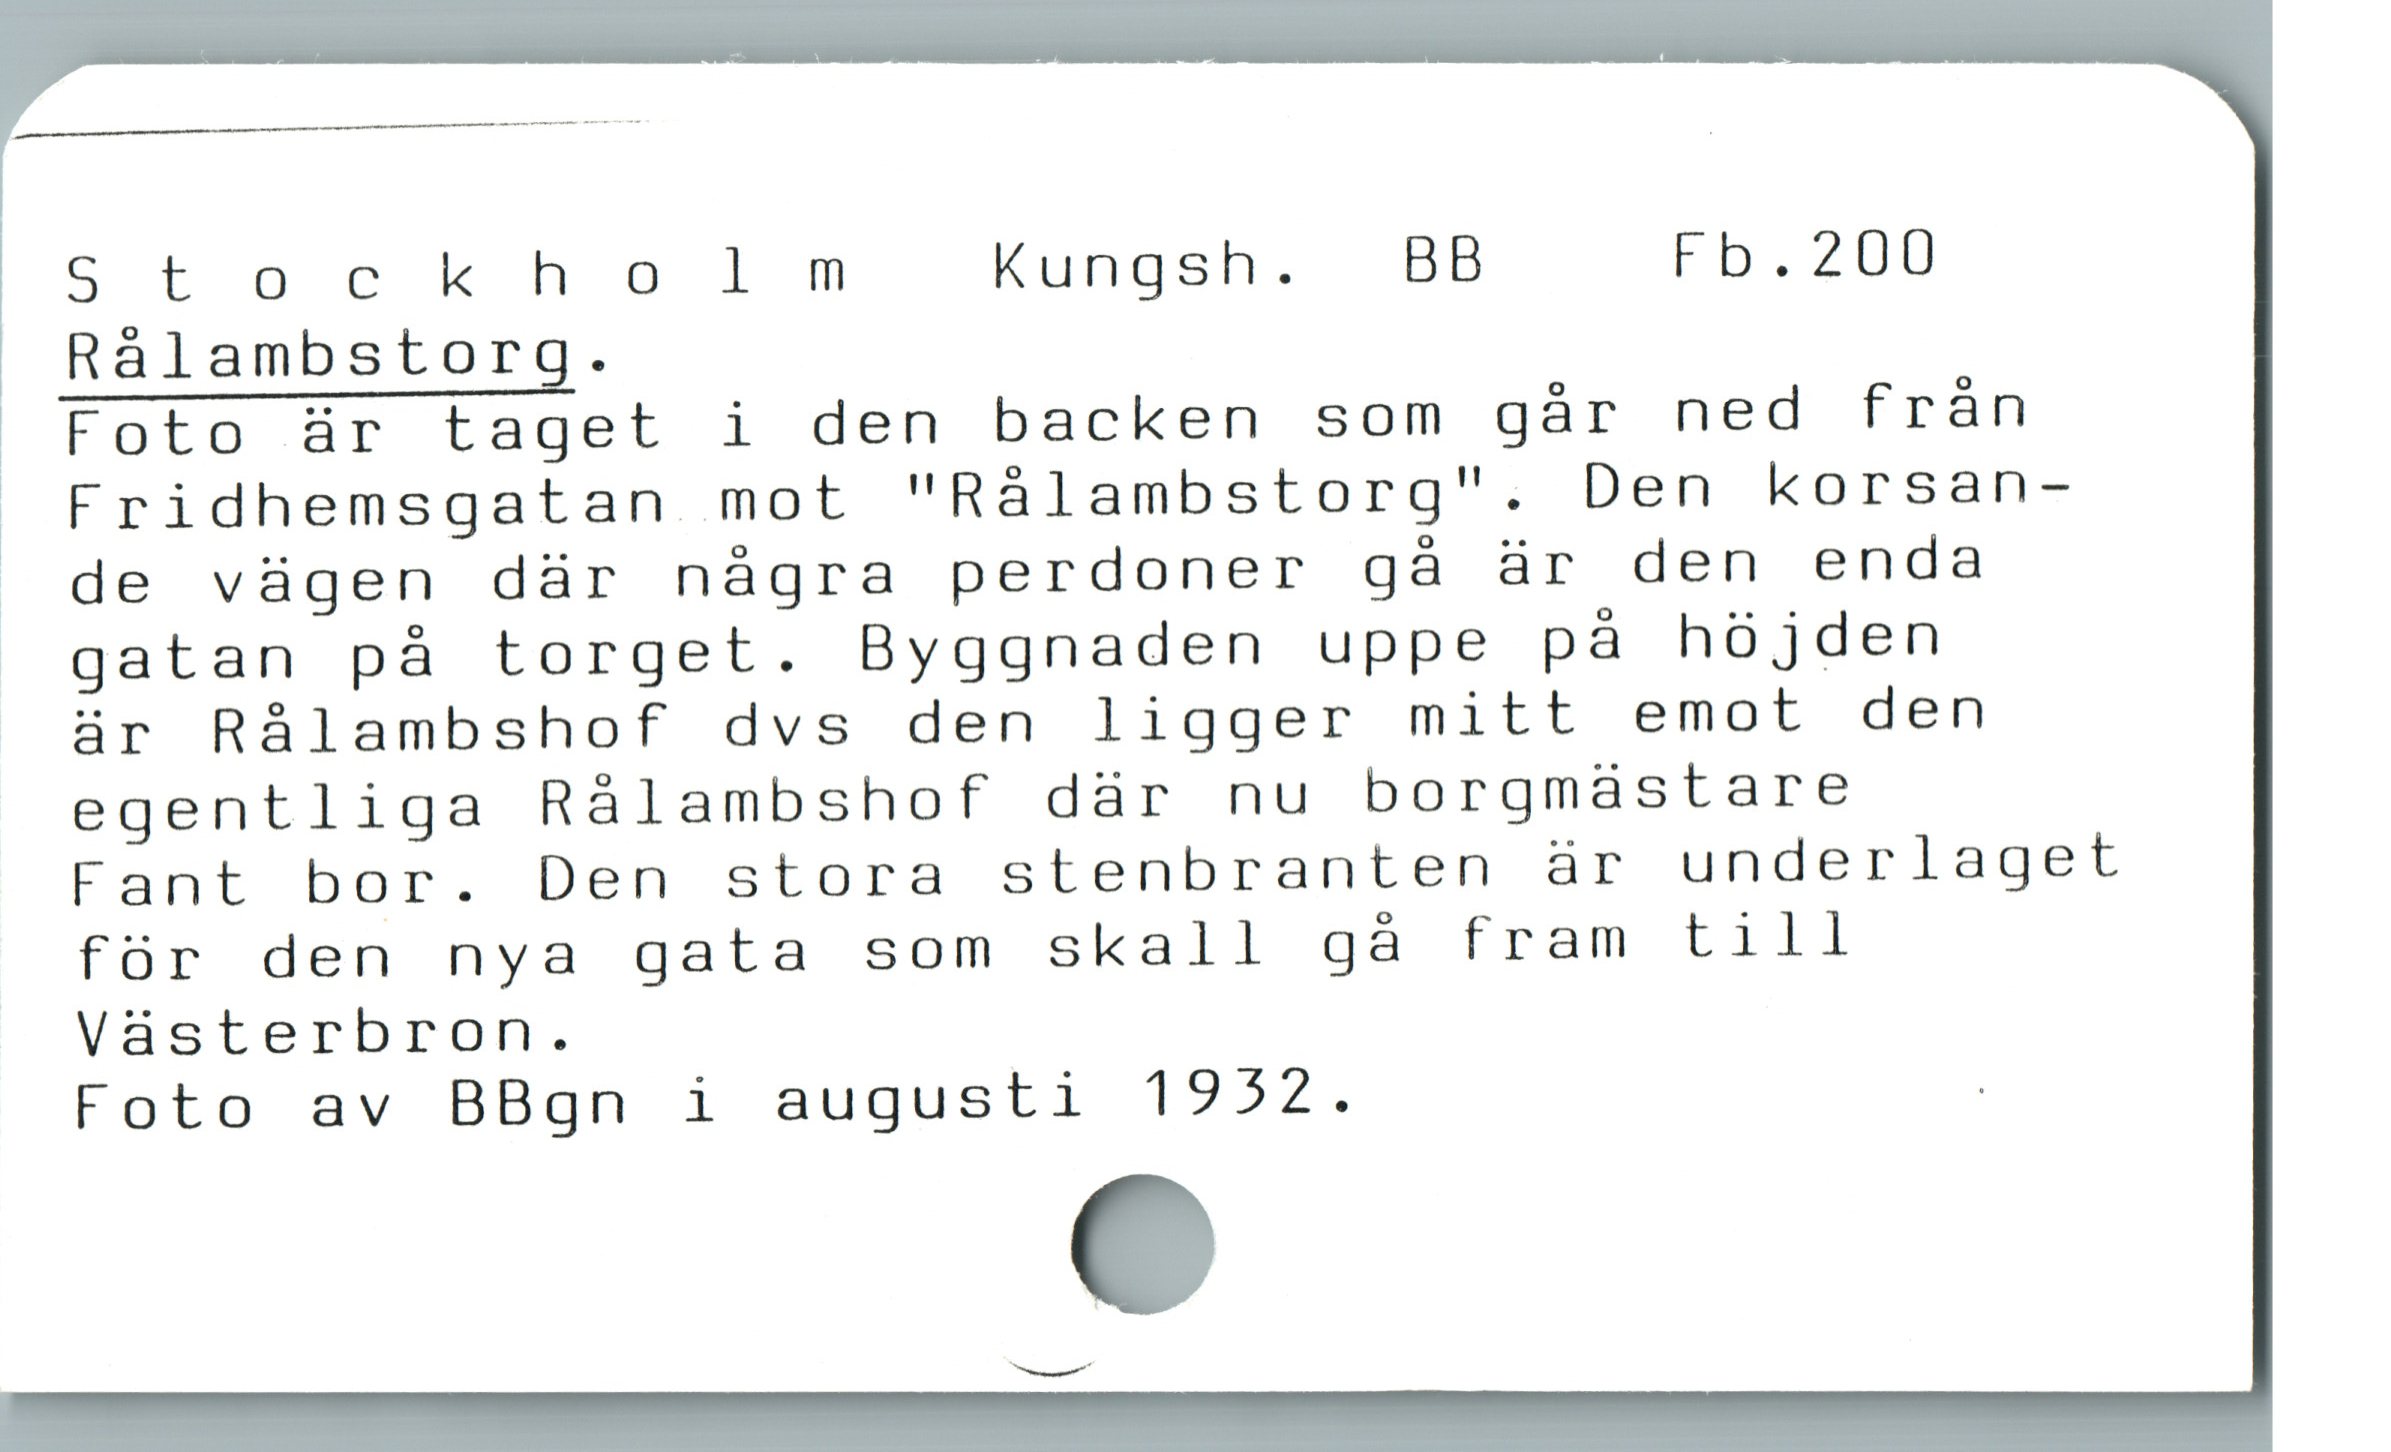 S t o c k h o l m Kungsh. BB Fb.200
Rålambstorg.
Foto är taget i den backen som går ned från
Fridhemsgatan mot "Rålambstorg". Den korsan-
de vägen där några perdoner gå är den enda
gatan på torget. Byggnaden uppe på höjden
är Rålambshof dvs den ligger mitt emot den
egentliga Rålambshof där nu borgmästare
Fant bor. Den stora stenbranten är underlaget
för den nya gata som skall gå fram till
Västerbron.
Foto av BBgn i augusti 1932.